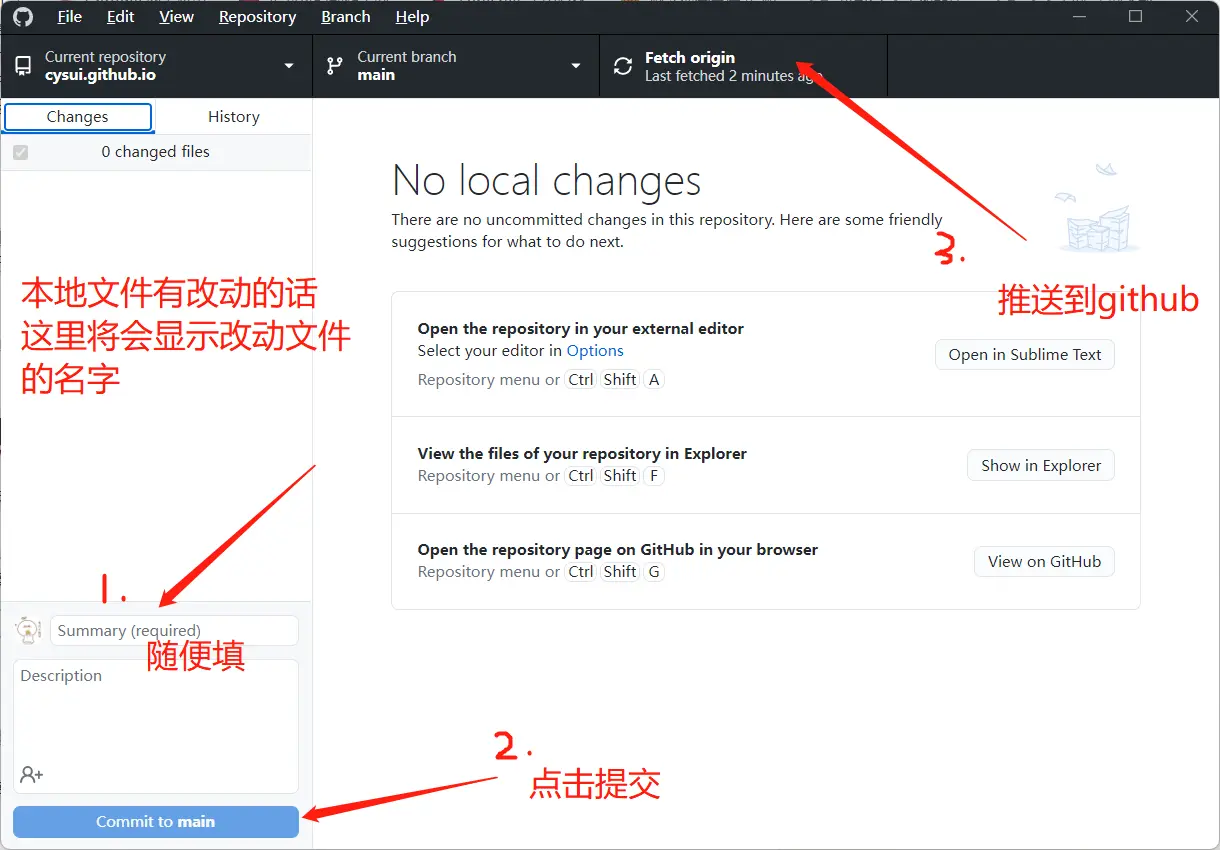 File Edit View Repository Branch Help
Current repository
cysui.github.io
Current branch
main
Fetch origin
Last fetched 2 minutes ago
Changes
History
0 changed files
No local changes
There are no uncommitted changes in this repository. Here are some friendly
suggestions for what to do next.
3.
推送到github
本地文件有改动的话
这里将会显示改动文件
的名字
Open the repository in your external editor
Select your editor in Options
Repository menu or Ctrl Shift A
Open in Sublime Text
View the files of your repository in Explorer
Repository menu or Ctrl Shift F
Show in Explorer
Open the repository page on GitHub in your browser
Repository menu or Ctrl Shift G
View on GitHub
1.
Summary (required)
随便填
Description
2.
点击提交
Commit to main